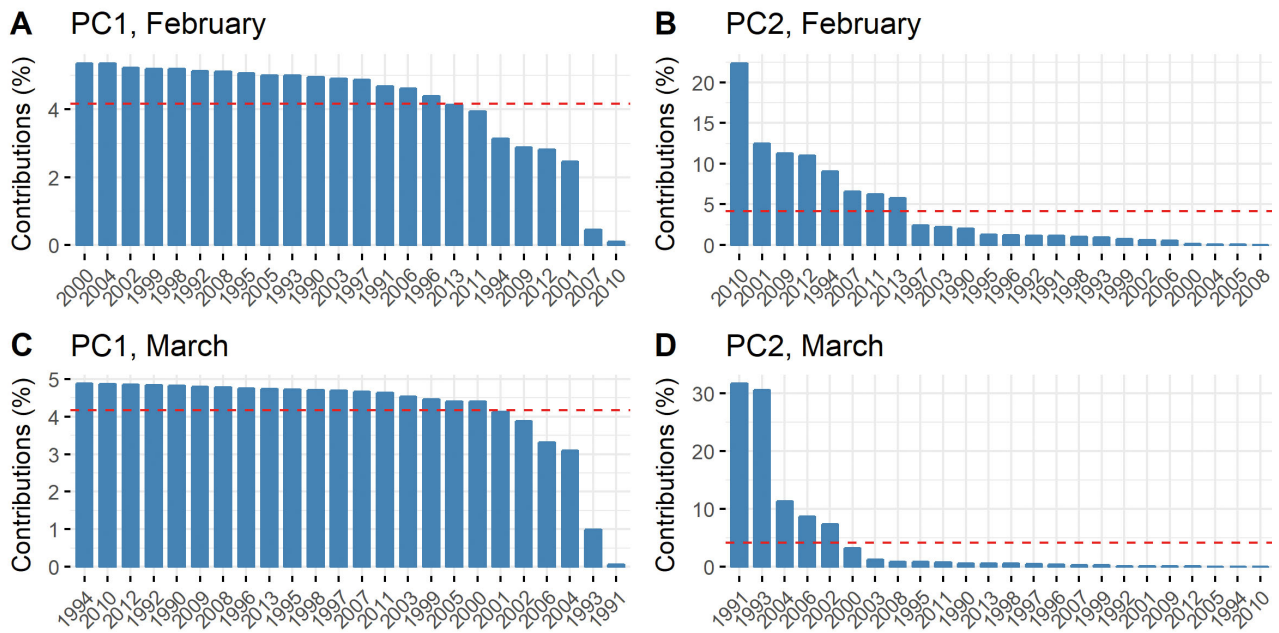 A PC1, February
Contributions (%)
4
2
0
2000 2004 2002 1999 1998 1992 2008 1995 2005 1993 1990 2003 1997 1991 2006 1996 2013 2011 1994 2009 2012 2001 2007 2010
B PC2, February
Contributions (%)
20
15
10
5
0
2010 2001 2009 2012 1994 2007 2011 2013 1997 2003 1990 1995 1996 1992 1991 1998 1993 1999 2002 2006 2000 2004 2005 2008
C PC1, March
Contributions (%)
5
4
3
2
1
0
1994 2010 2012 1992 1990 2009 2008 1996 2013 1995 1998 1997 2007 2011 2003 1999 2005 2000 2001 2002 2006 2004 1993 1991
D PC2, March
Contributions (%)
30
20
10
0
1991 1993 2004 2006 2002 2000 2003 2008 1995 2011 1990 2013 1998 1997 1996 2007 1999 1992 2001 2009 2012 2005 1994 2010